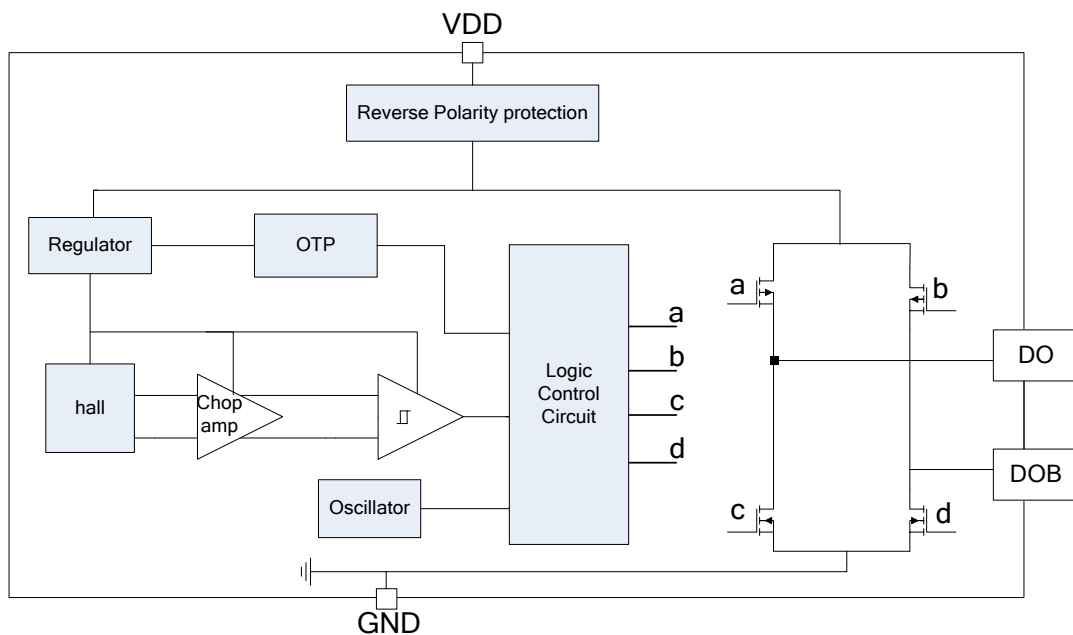 VDD
Reverse Polarity protection
Regulator
OTP
a
b
a
b
DO
hall
Chop
amp
Logic
Control
Circuit
c
d
DOB
Oscillator
c
d
GND